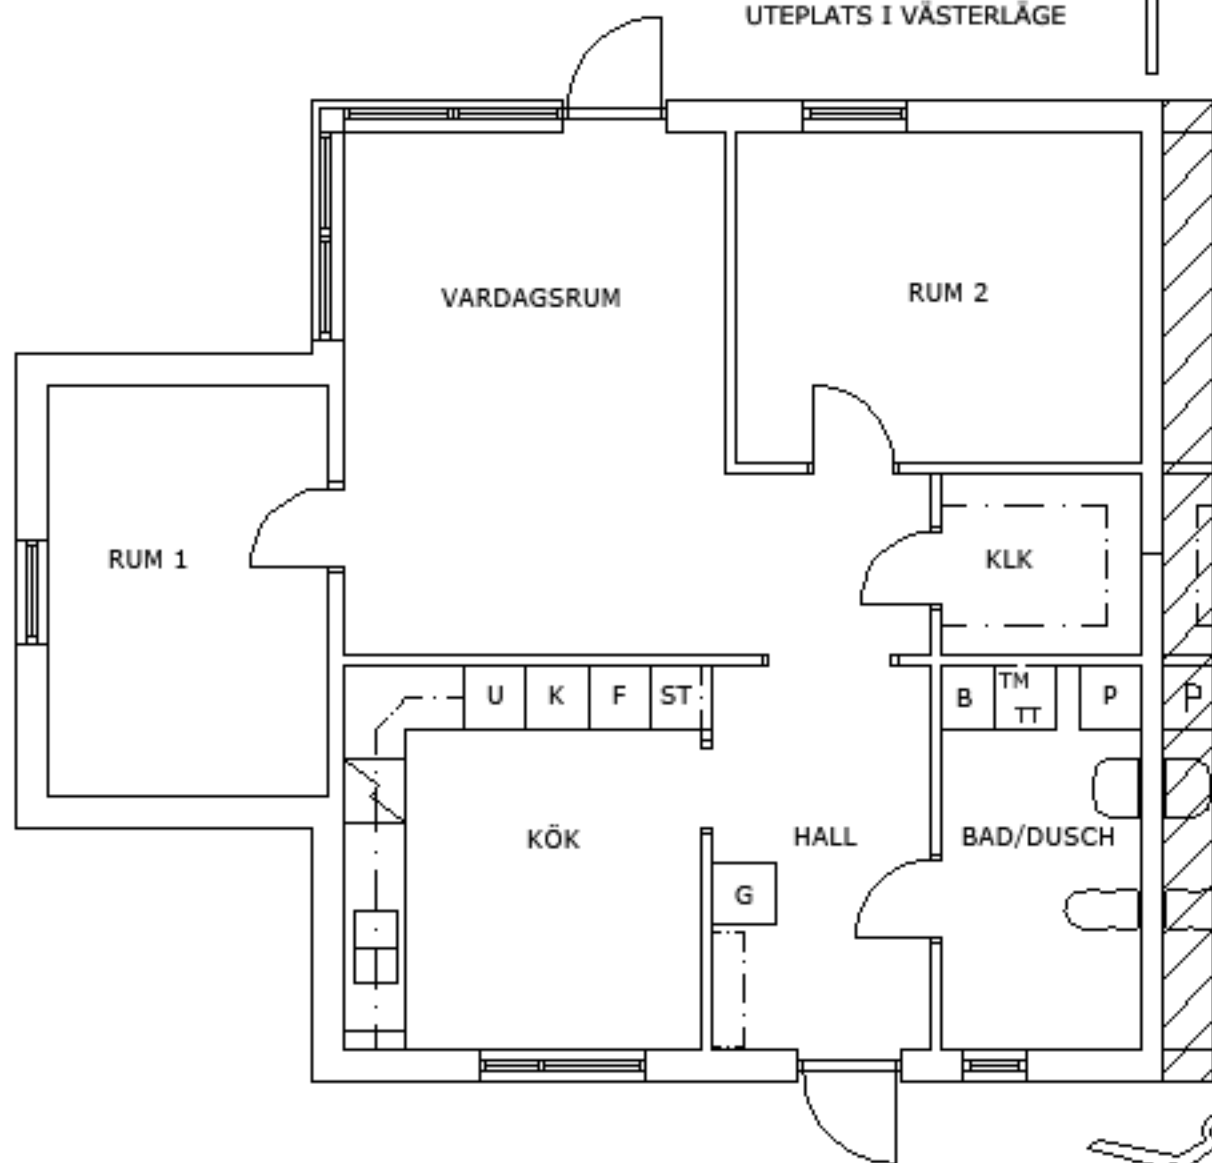 UTEPLATS I VÄSTERLÄGE
VARDAGSRUM
RUM 2
RUM 1
KLK
U
K
F
ST
B
TM
TT
P
P
KÖK
HALL
BAD/DUSCH
G